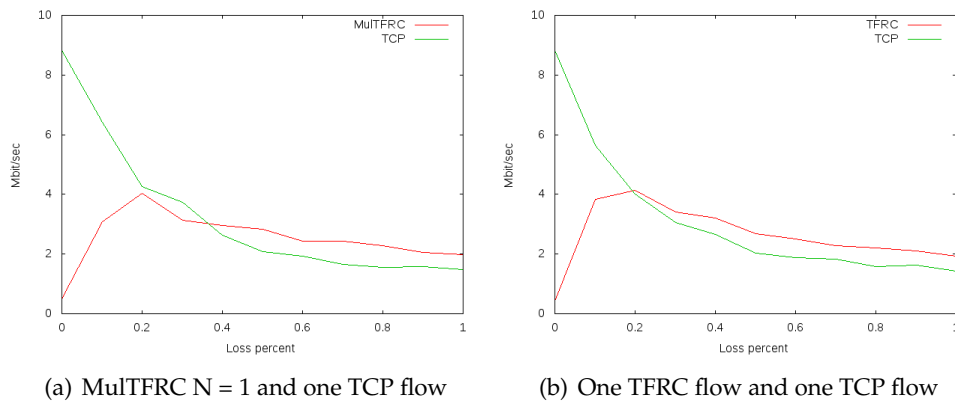 MulTFRC
TCP
10
8
6
4
2
0
Mbit/sec
0 0.2 0.4 0.6 0.8 1
Loss percent
(a) MulTFRC N = 1 and one TCP flow
TFRC
TCP
10
8
6
4
2
0
Mbit/sec
0 0.2 0.4 0.6 0.8 1
Loss percent
(b) One TFRC flow and one TCP flow